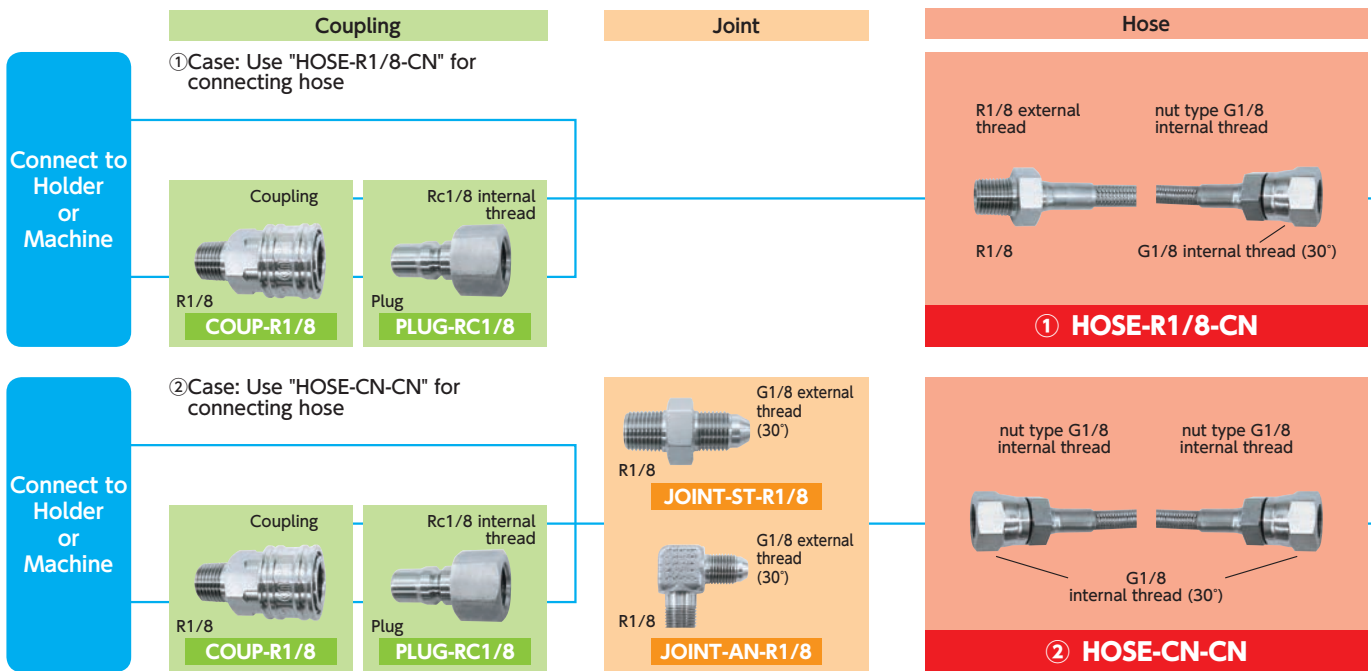 Coupling
Joint
Hose
①Case: Use "HOSE-R1/8-CN" for
connecting hose
Connect to
Holder
or
Machine
Coupling
R1/8
COUP-R1/8
Rc1/8 internal
thread
Plug
PLUG-RC1/8
R1/8 external
thread
nut type G1/8
internal thread
R1/8
G1/8 internal thread (30°)
① HOSE-R1/8-CN
②Case: Use "HOSE-CN-CN" for
connecting hose
Connect to
Holder
or
Machine
Coupling
R1/8
COUP-R1/8
Rc1/8 internal
thread
Plug
PLUG-RC1/8
G1/8 external
thread
(30°)
R1/8
JOINT-ST-R1/8
G1/8 external
thread
(30°)
R1/8
JOINT-AN-R1/8
nut type G1/8
internal thread
nut type G1/8
internal thread
G1/8
internal thread (30°)
② HOSE-CN-CN